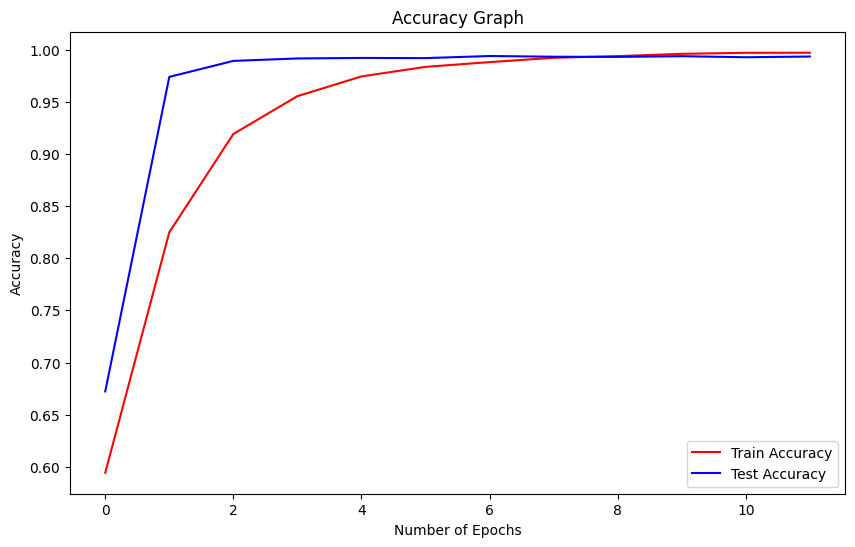 Accuracy Graph
1.00
0.95
0.90
0.85
0.80
0.75
0.70
0.65
0.60
Accuracy
0 2 4 6 8 10
Number of Epochs
Train Accuracy
Test Accuracy